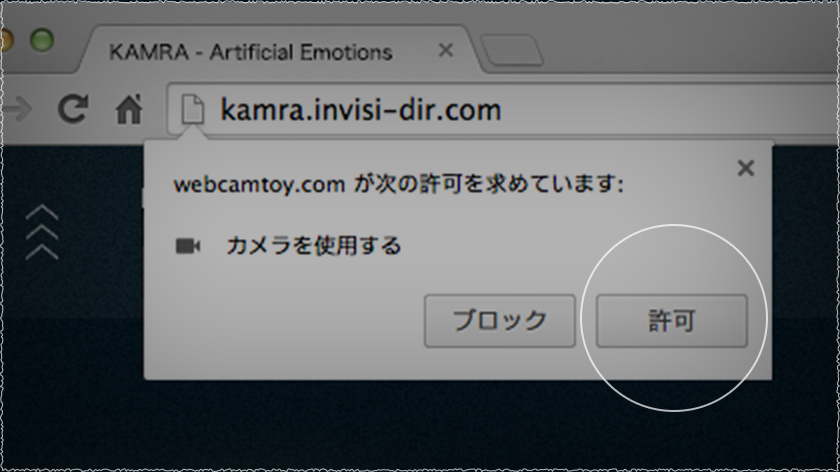 KAMRA - Artificial Emotions
kamra.invisi-dir.com
webcamtoy.com が次の許可を求めています:
カメラを使用する
ブロック
許可